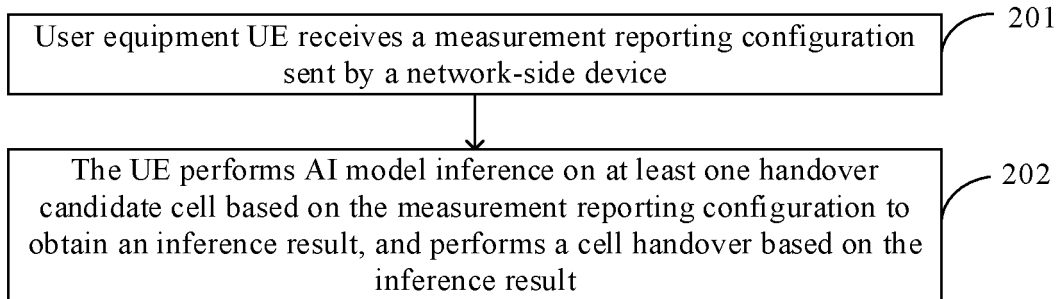 User equipment UE receives a measurement reporting configuration
sent by a network-side device
201
The UE performs AI model inference on at least one handover
candidate cell based on the measurement reporting configuration to
obtain an inference result, and performs a cell handover based on the
inference result
202